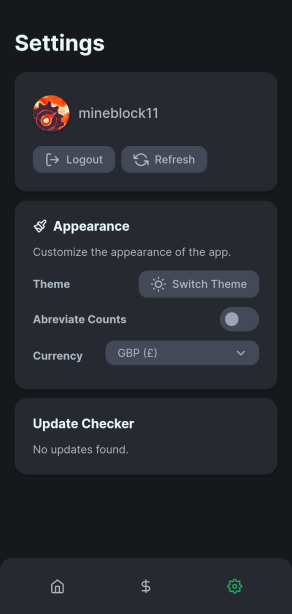 Settings
mineblock11
Logout
Refresh
Appearance
Customize the appearance of the app.
Theme
Switch Theme
Abreviate Counts
Currency
GBP (£)
Update Checker
No updates found.